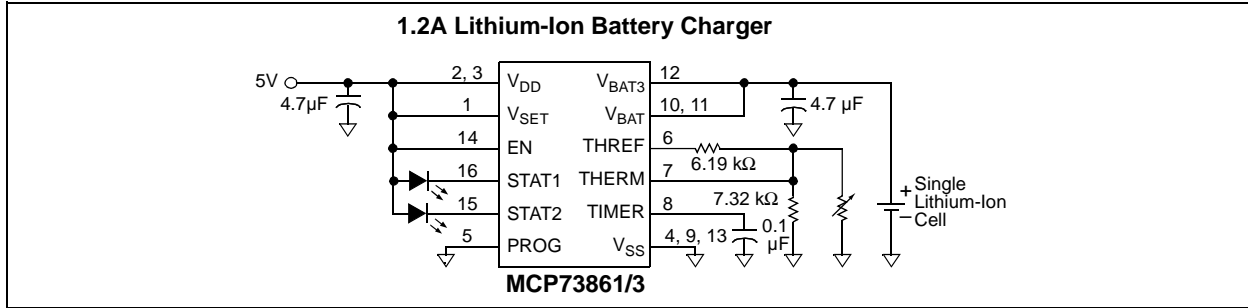 1.2A Lithium-Ion Battery Charger
5V
4.7µF
2, 3
1
14
16
15
5
VDD
VSET
EN
STAT1
STAT2
PROG
VBAT3
VBAT
THREF
THERM
TIMER
VSS
12
10, 11
6
7
8
4, 9, 13
4.7 µF
6.19 kΩ
7.32 kΩ
0.1
µF
+ Single
– Lithium-Ion
Cell
MCP73861/3